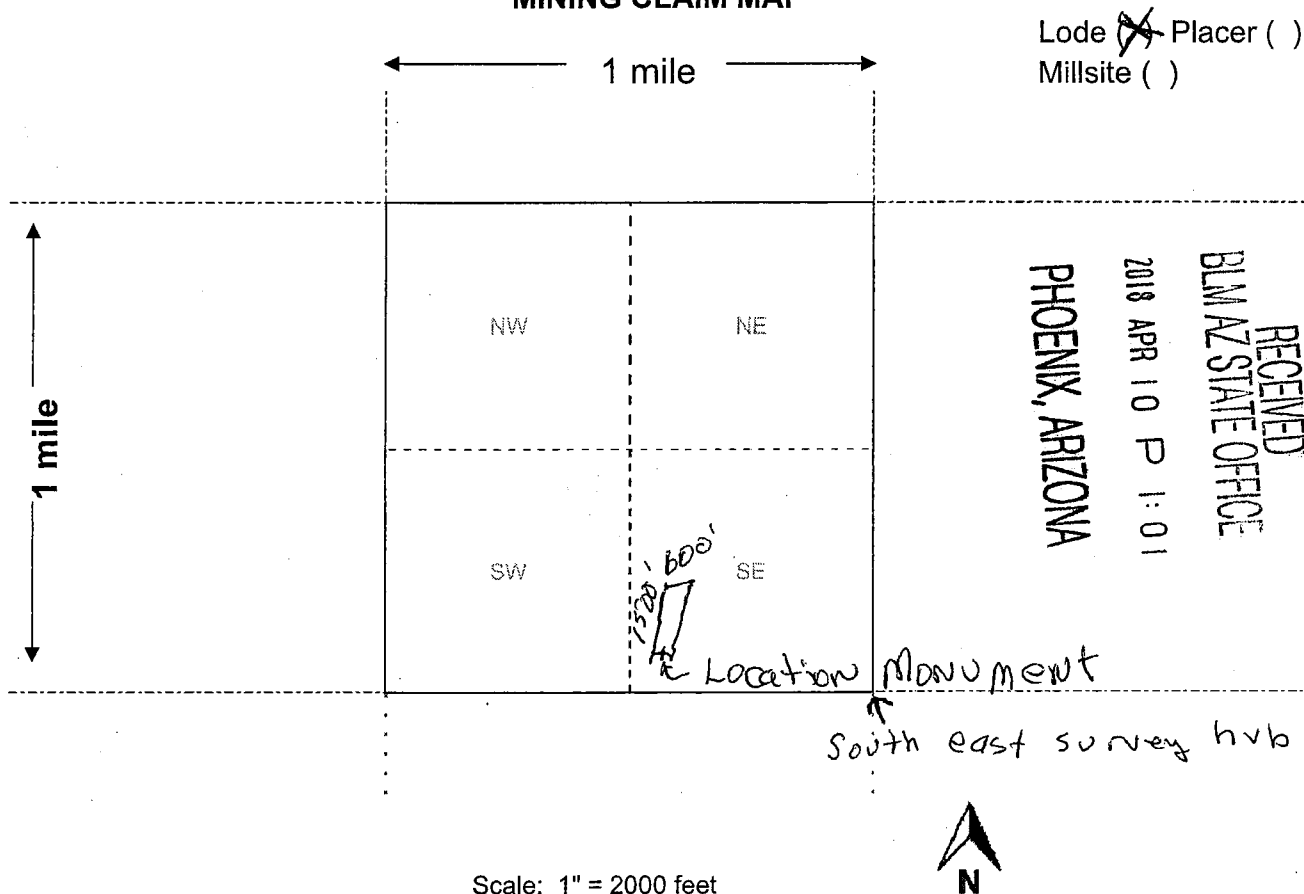 MINING CLAIM MAP
Lode (X) Placer ( )
Millsite ( )
1 mile
1 mile
NW
NE
SW
SE
1500'
600'
Location Monument
South east survey hub
RECEIVED
BLM AZ STATE OFFICE
2018 APR 10 P 1:01
PHOENIX, ARIZONA
N
Scale: 1" = 2000 feet